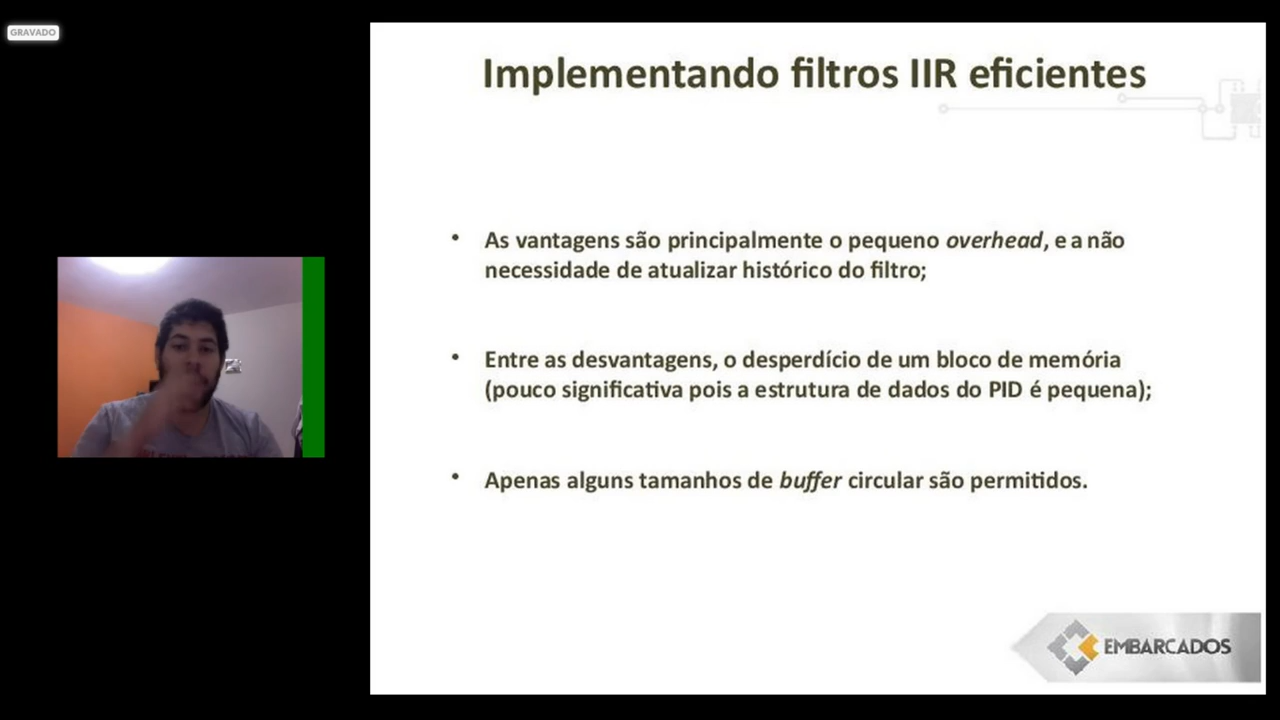 GRAVADO
Implementando filtros IIR eficientes
• As vantagens são principalmente o pequeno overhead, e a não
necessidade de atualizar histórico do filtro;
• Entre as desvantagens, o desperdício de um bloco de memória
(pouco significativa pois a estrutura de dados do PID é pequena);
• Apenas alguns tamanhos de buffer circular são permitidos.
EMBARCADOS